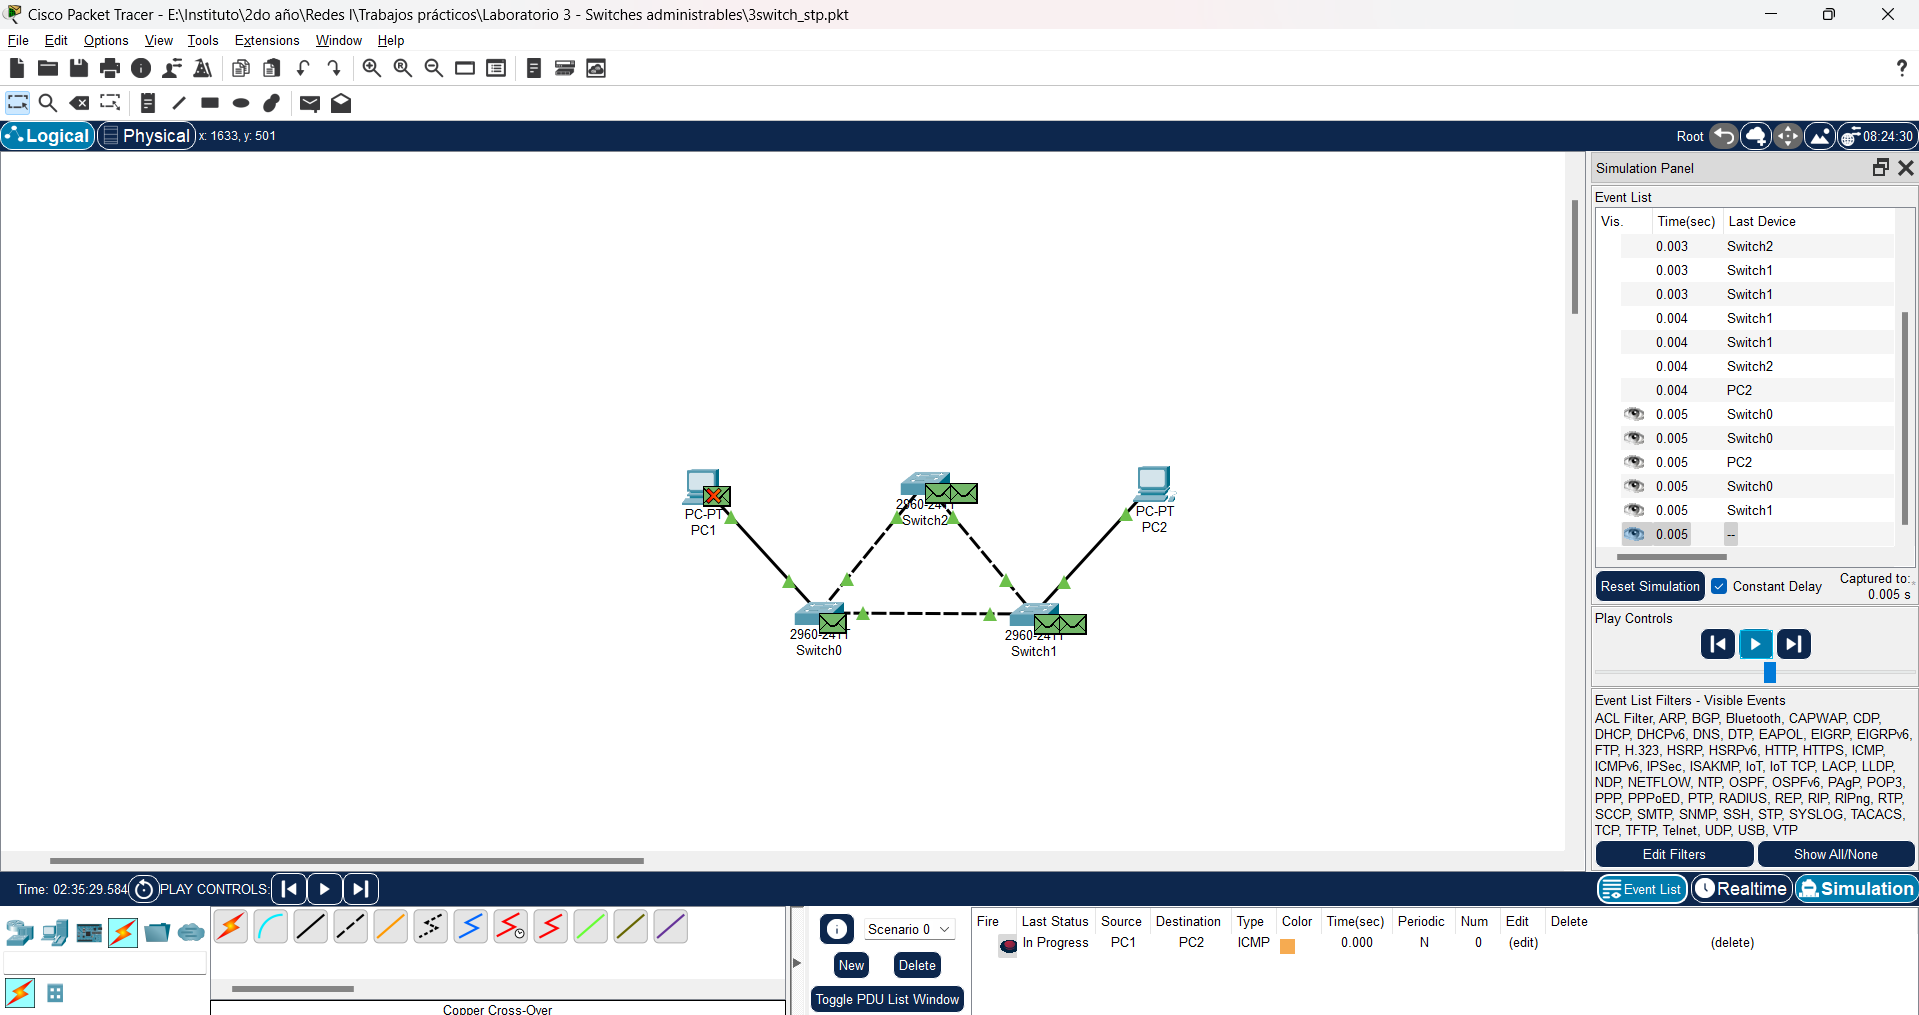 Cisco Packet Tracer - E:\Instituto\2do año\Redes I\Trabajos prácticos\Laboratorio 3 - Switches administrables\3switch_stp.pkt
File Edit Options View Tools Extensions Window Help
?
Logical Physical x: 1633, y: 501 Root 08:24:30
Simulation Panel
Event List
Vis. Time(sec) Last Device
0.003 Switch2
0.003 Switch1
0.003 Switch1
0.004 Switch1
0.004 Switch1
0.004 Switch2
0.004 PC2
0.005 Switch0
0.005 Switch0
0.005 PC2
0.005 Switch0
0.005 Switch1
0.005 --
PC-PT
PC1
Switch2
PC-PT
PC2
2960-24TT
Switch0
2960-24TT
Switch1
Reset Simulation Constant Delay Captured to:
0.005 s
Play Controls
Event List Filters - Visible Events
ACL Filter, ARP, BGP, Bluetooth, CAPWAP, CDP,
DHCP, DHCPv6, DNS, DTP, EAPOL, EIGRP, EIGRPv6,
FTP, H.323, HSRP, HSRPv6, HTTP, HTTPS, ICMP,
ICMPv6, IPSec, ISAKMP, IoT, IoT TCP, LACP, LLDP,
NDP, NETFLOW, NTP, OSPF, OSPFv6, PAgP, POP3,
PPP, PPPoED, PTP, RADIUS, REP, RIP, RIPng, RTP,
SCCP, SMTP, SNMP, SSH, STP, SYSLOG, TACACS,
TCP, TFTP, Telnet, UDP, USB, VTP
Edit Filters Show All/None
Time: 02:35:29.584 PLAY CONTROLS: Event List Realtime Simulation
Scenario 0
New Delete
Toggle PDU List Window
Fire Last Status Source Destination Type Color Time(sec) Periodic Num Edit Delete
In Progress PC1 PC2 ICMP 0.000 N 0 (edit) (delete)
Copper Cross-Over